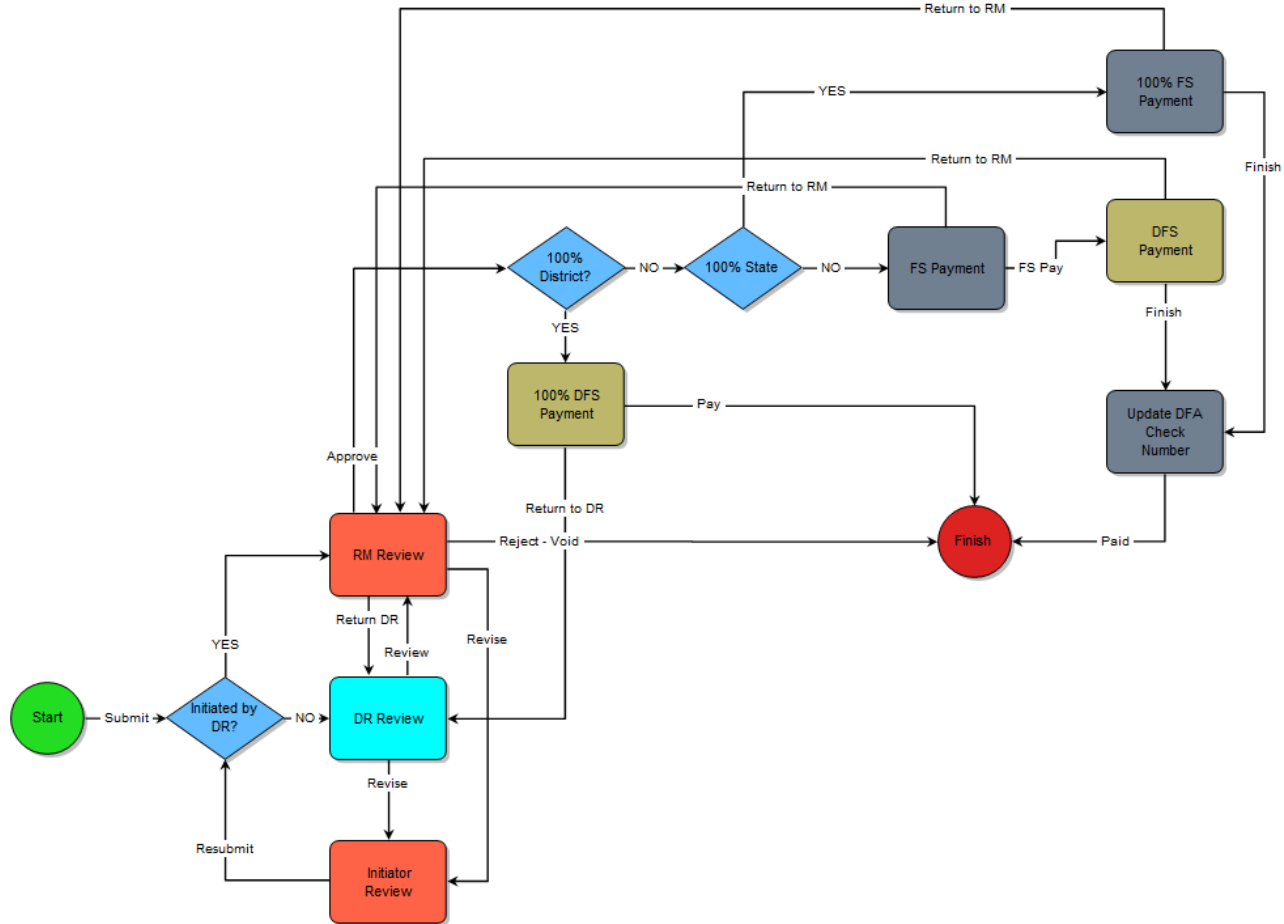 Return to RM
100% FS
Payment
YES
Finish
Return to RM
Return to RM
100%
District?
NO
100% State
NO
FS Payment
FS Pay
DFS
Payment
YES
Finish
100% DFS
Payment
Pay
Update DFA
Check
Number
Approve
Return to DR
RM Review
Reject - Void
Finish
Paid
Return DR
Revise
YES
Review
Start
Submit
Initiated by
DR?
NO
DR Review
Revise
Resubmit
Initiator
Review